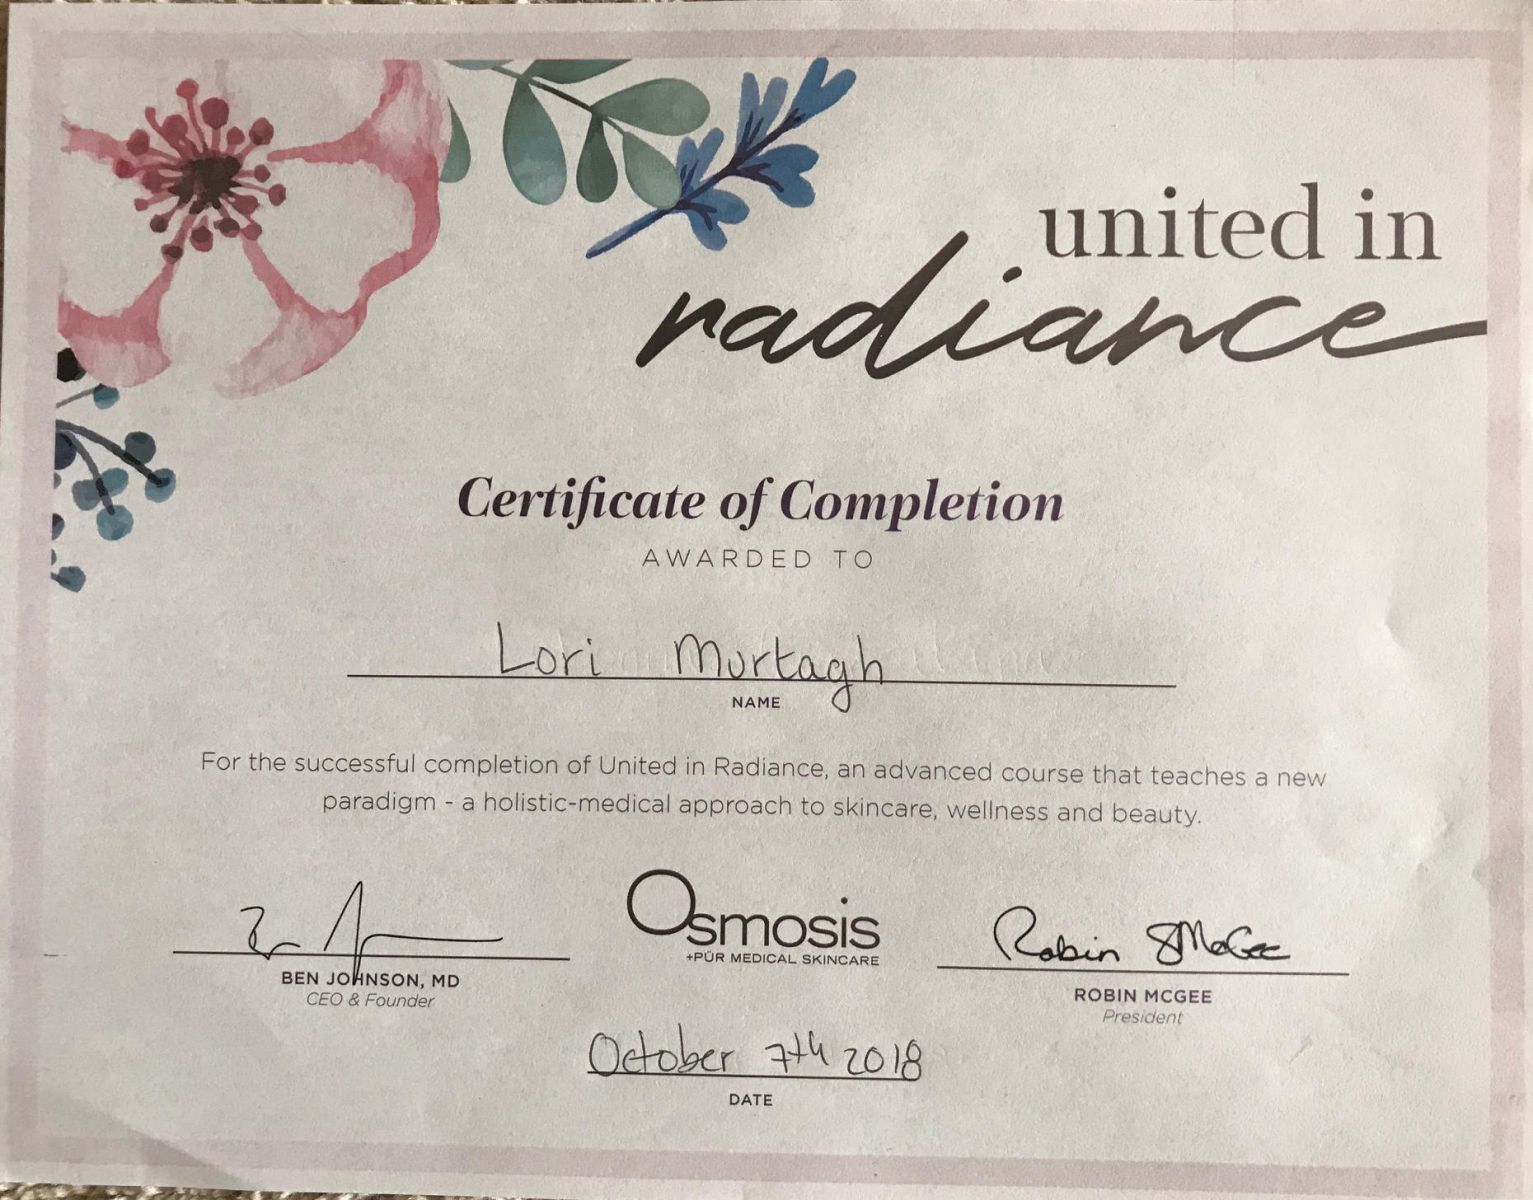 united in
radiance
Certificate of Completion
AWARDED TO
Lori Murtagh
NAME
For the successful completion of United in Radiance, an advanced course that teaches a new
paradigm - a holistic-medical approach to skincare, wellness and beauty.
Osmosis
+PÜR MEDICAL SKINCARE
BEN JOHNSON, MD
CEO & Founder
Robin McGee
ROBIN MCGEE
President
October 7th 2018
DATE